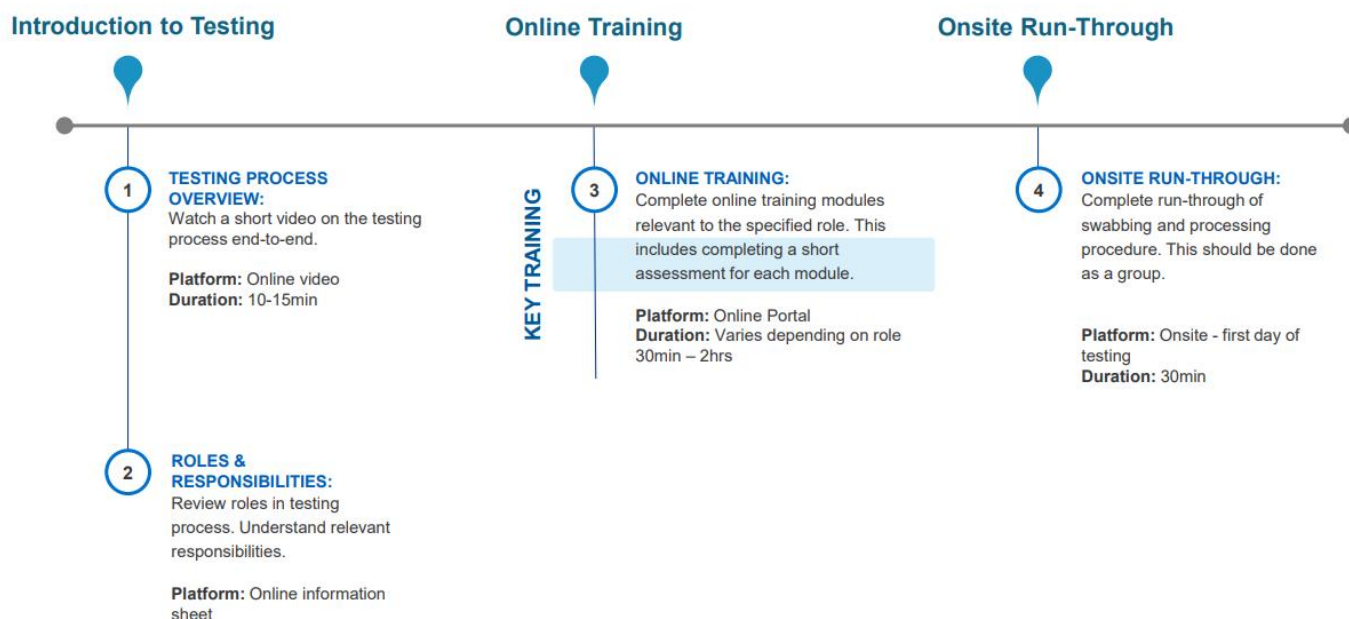 Introduction to Testing
Online Training
Onsite Run-Through
1
TESTING PROCESS
OVERVIEW:
Watch a short video on the testing
process end-to-end.
Platform: Online video
Duration: 10-15min
2
ROLES &
RESPONSIBILITIES:
Review roles in testing
process. Understand relevant
responsibilities.
Platform: Online information
sheet
KEY TRAINING
3
ONLINE TRAINING:
Complete online training modules
relevant to the specified role. This
includes completing a short
assessment for each module.
Platform: Online Portal
Duration: Varies depending on role
30min – 2hrs
4
ONSITE RUN-THROUGH:
Complete run-through of
swabbing and processing
procedure. This should be done
as a group.
Platform: Onsite - first day of
testing
Duration: 30min